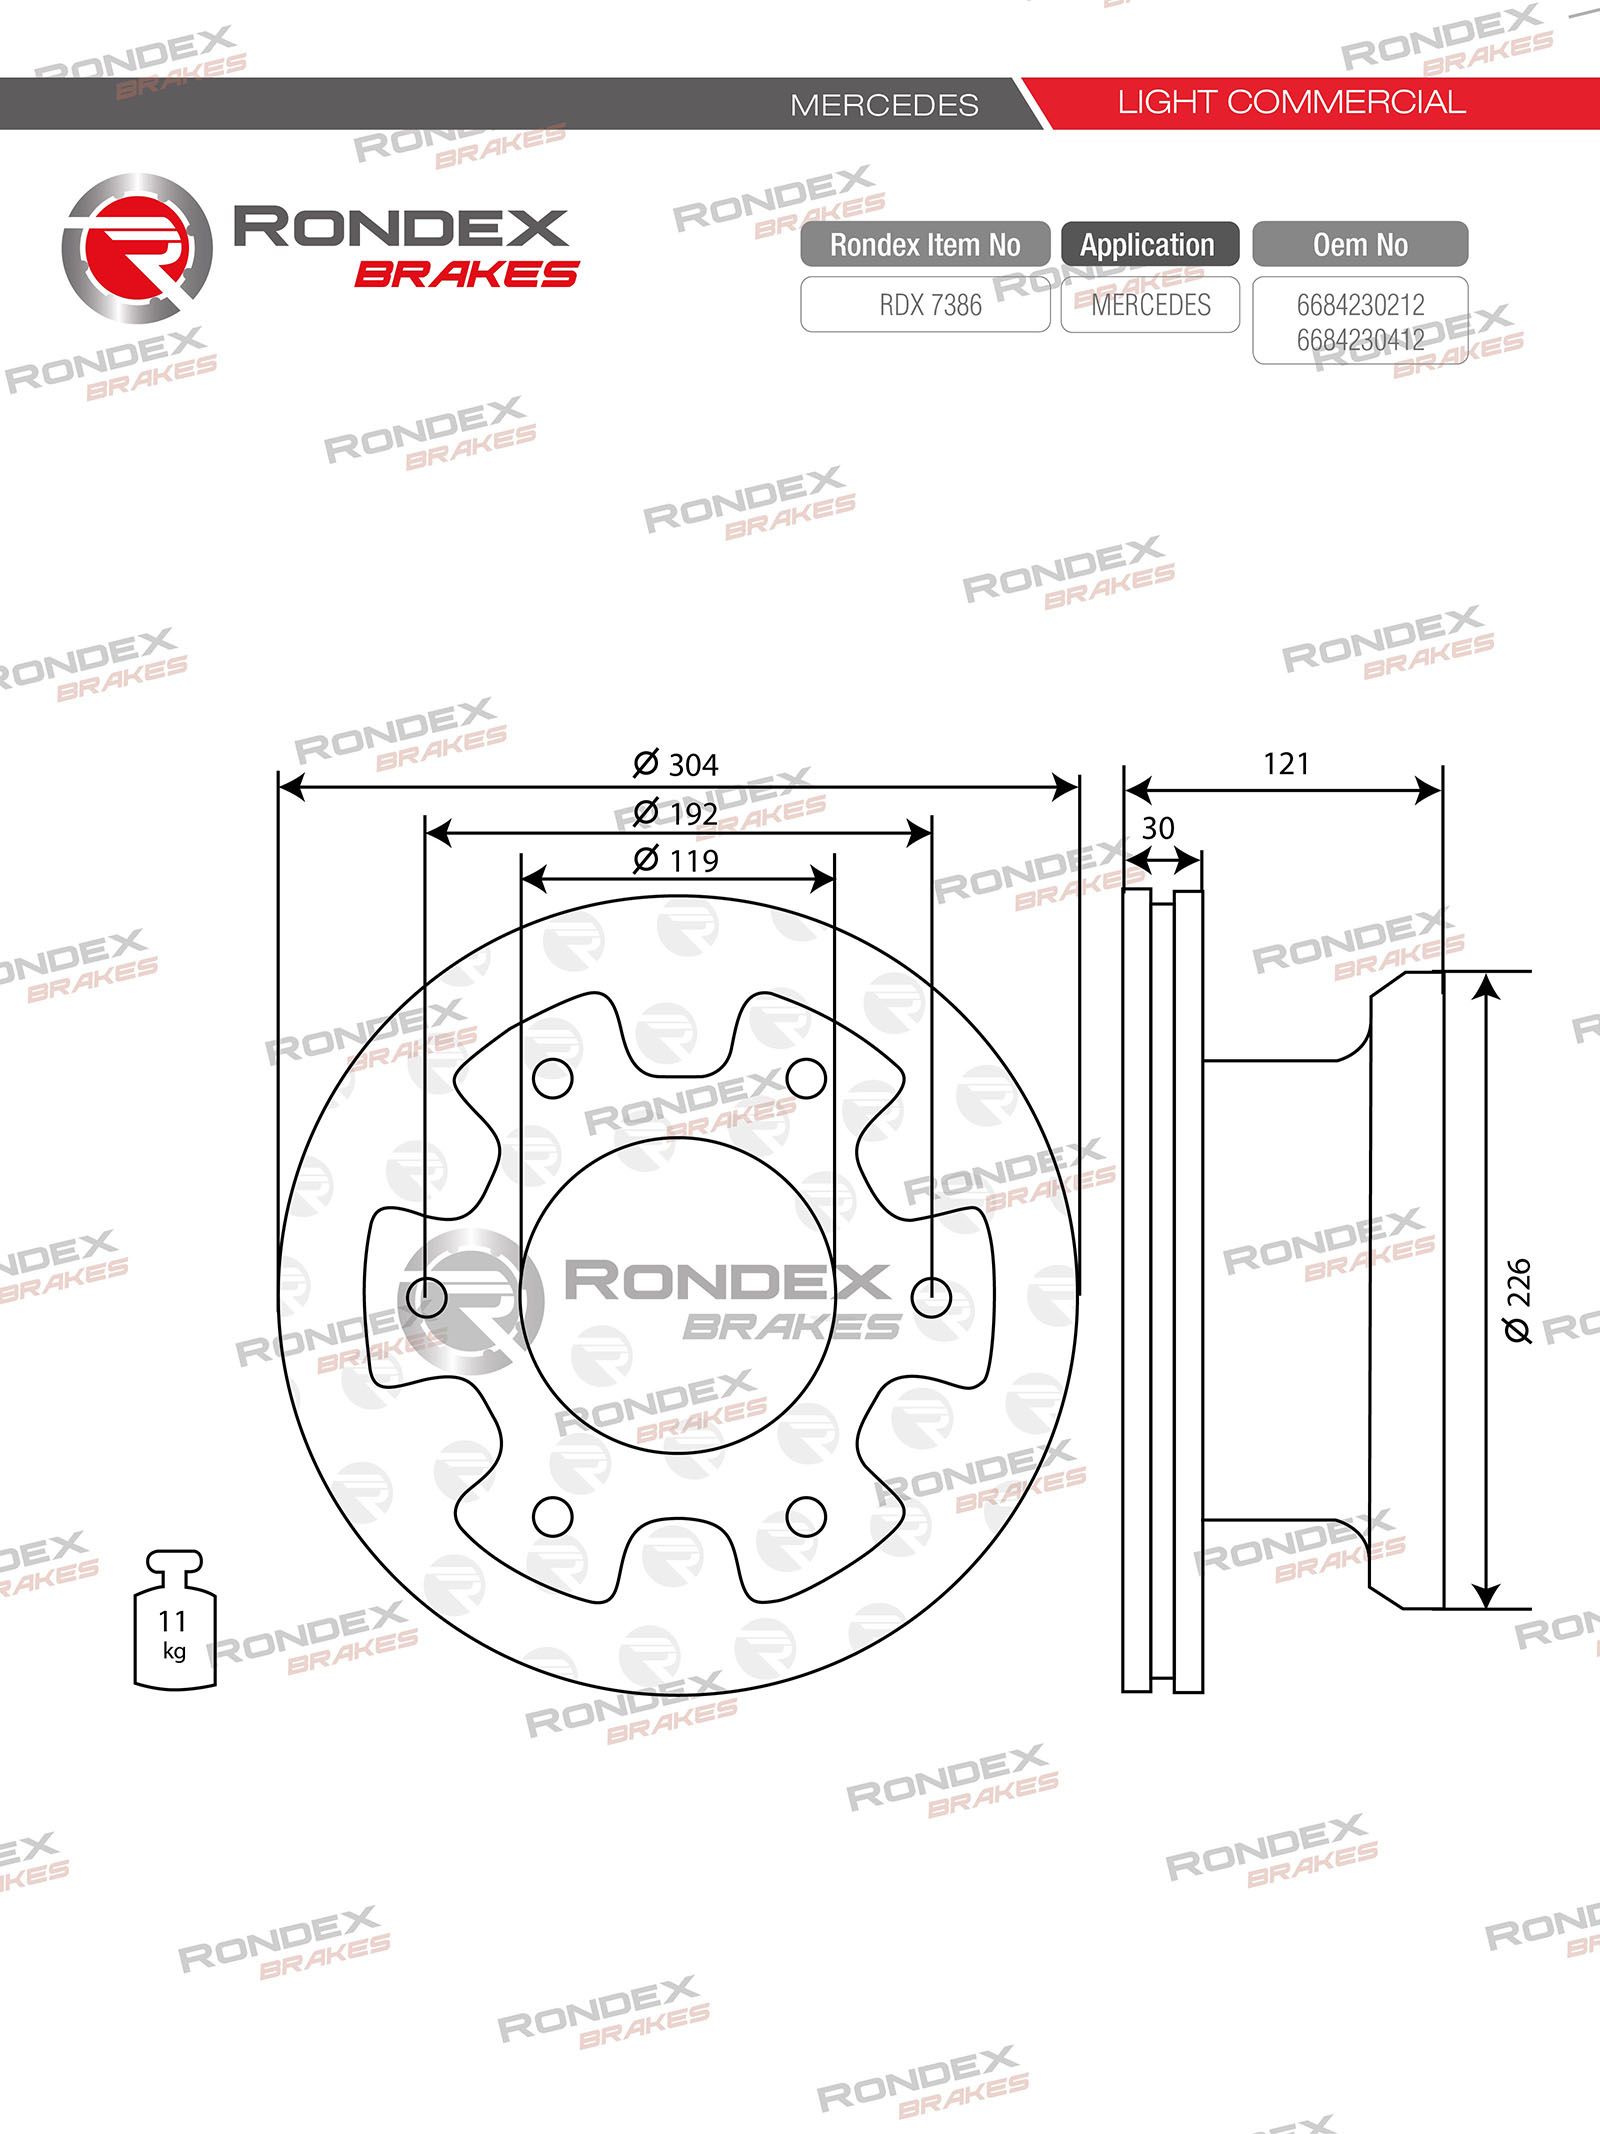 MERCEDES
LIGHT COMMERCIAL
RONDEX
BRAKES
Rondex Item No
Application
Oem No
RDX 7386
MERCEDES
6684230212
6684230412
Ø 304
Ø 192
Ø 119
121
30
Ø 226
RONDEX
BRAKES
11
kg